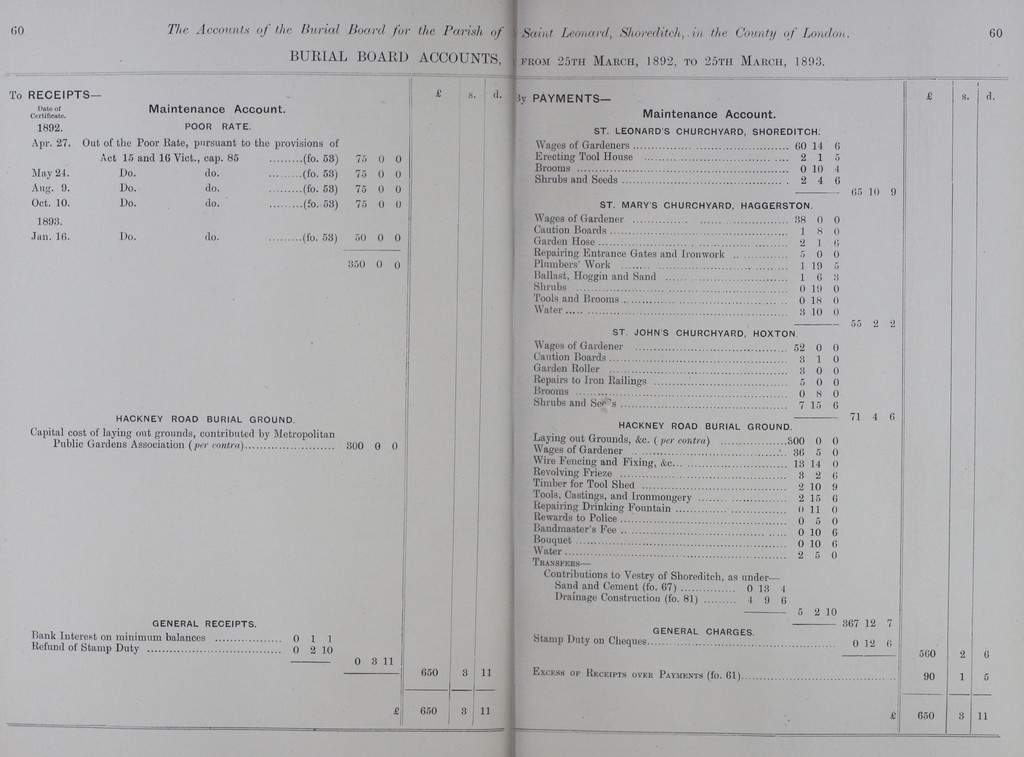 60
The Accounts of the Burial Board for the Parish of
BURIAL BOARD ACCOUNTS,
£ s. d.
To RECEIPTS—
Date of Certificate.
Maintenance Account.
1892.
POOR RATE.
Apr. 27. Out of the Poor Rate, pursuant to the provisions of
Act 15 and 16 Vict., cap. 85 .........(fo. 53) 75 0 0
May 24. Do. do. .........(fo. 53) 75 0 0
Aug. 9. Do. do. .........(fo. 53) 75 0 0
Oct. 10. Do. do. .........(fo. 53) 75 0 0
1893.
Jan. 16. Do. do. .........(fo. 53) 50 0 0
350 0 0
HACKNEY ROAD BURIAL GROUND.
Capital cost of laying out grounds, contributed by Metropolitan
Public Gardens Association (per contra)........................... 300 0 0
GENERAL RECEIPTS.
Bank Interest on minimum balances .................... 0 1 1
Refund of Stamp Duty ........................................ 0 2 10
0 3 11
650 3 11
£ 650 3 11
Saint Leonard, Shoreditch, in the County of London.
60
FROM 25TH MARCH, 1892, TO 25TH MARCH, 1893.
£ s. d.
By PAYMENTS—
Maintenance Account.
ST. LEONARD'S CHURCHYARD, SHOREDITCH.
Wages of Gardeners ............................................... 60 14 6
Erecting Tool House ............................................. 2 1 5
Brooms ............................................................... 0 10 4
Shrubs and Seeds .................................................. 2 4 6
65 10 9
ST. MARY'S CHURCHYARD, HAGGERSTON.
Wages of Gardener ............................................... 38 0 0
Caution Boards ..................................................... 1 8 0
Garden Hose ......................................................... 2 1 6
Repairing Entrance Gates and Ironwork ............... 5 0 0
Plumbers' Work ................................................... 1 19 5
Ballast, Hoggin and Sand ..................................... 1 6 3
Shrubs ................................................................. 0 19 0
Tools and Brooms ................................................. 0 18 0
Water ................................................................... 3 10 0
55 2 2
ST. JOHN'S CHURCHYARD, HOXTON.
Wages of Gardener ............................................... 52 0 0
Caution Boards ..................................................... 3 1 0
Garden Roller ....................................................... 3 0 0
Repairs to Iron Railings ....................................... 5 0 0
Brooms ................................................................. 0 8 0
Shrubs and Seeds ................................................. 7 15 6
71 4 6
HACKNEY ROAD BURIAL GROUND.
Laying out Grounds, &c. (per contra) ..................300 0 0
Wages of Gardener ............................................... 36 5 0
Wire Fencing and Fixing, &c................................. 13 14 0
Revolving Frieze ................................................... 3 2 6
Timber for Tool Shed ........................................... 2 10 9
Tools, Castings, and Ironmongery ......................... 2 15 6
Repairing Drinking Fountain ............................... 0 11 0
Rewards to Police ................................................. 0 5 0
Bandmaster's Fee ................................................. 0 10 6
Bouquet ............................................................... 0 10 6
Water ................................................................... 2 5 0
TRANSFERS—
Contributions to Vestry of Shoreditch, as under—
Sand and Cement (fo. 67) ............... 0 13 4
Drainage Construction (fo. 81) ......... 4 9 6
5 2 10
367 12 7
GENERAL CHARGES.
Stamp Duty on Cheques......................................................... 0 12 6
560 2 6
EXCESS OF RECEIPTS OVER PAYMENTS (fo. 61)........................................... 90 1 5
£ 650 3 11